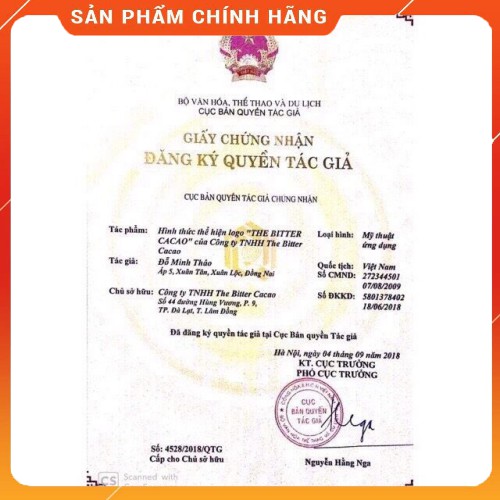 SẢN PHẨM CHÍNH HÃNG
BỘ VĂN HÓA, THỂ THAO VÀ DU LỊCH
CỤC BẢN QUYỀN TÁC GIẢ
GIẤY CHỨNG NHẬN
ĐĂNG KÝ QUYỀN TÁC GIẢ
CỤC BẢN QUYỀN TÁC GIẢ CHỨNG NHẬN
Tác phẩm: Hình thức thể hiện logo "THE BITTER Loại hình: Mỹ thuật
CACAO" của Công ty TNHH The Bitter ứng dụng
Cacao
Tác giả: Đỗ Minh Thảo Quốc tịch: Việt Nam
Ấp 5, Xuân Tân, Xuân Lộc, Đồng Nai Số CMND: 272344501
07/08/2009
Chủ sở hữu: Công ty TNHH The Bitter Cacao Số ĐKKD: 5801378402
Số 44 đường Hùng Vương, P. 9, 18/06/2018
TP. Đà Lạt, T. Lâm Đồng
Đã đăng ký quyền tác giả tại Cục Bản quyền Tác giả
Hà Nội, ngày 04 tháng 09 năm 2018
KT. CỤC TRƯỞNG
PHÓ CỤC TRƯỞNG
CỤC
BẢN QUYỀN
TÁC GIẢ
Số: 4528/2018/QTG
Cấp cho Chủ sở hữu
Nguyễn Hằng Nga
CS Scanned with